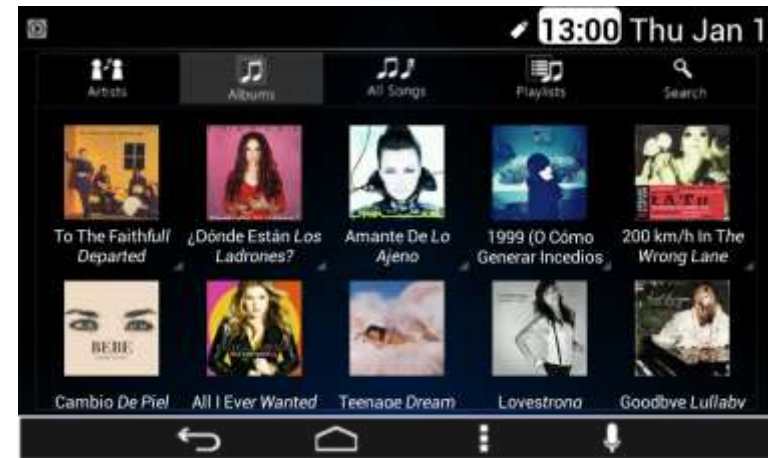 13:00 Thu Jan 1
Artists
Albums
All Songs
Playlists
Search
To The Faithfull
Departed
¿Dónde Están Los
Ladrones?
Amante De Lo
Ajeno
1999 (O Cómo
Generar Incedios
t.A.T.u
200 km/h In The
Wrong Lane
BEBE
Cambio De Piel
All I Ever Wanted
Teenage Dream
Lovestrong
Goodbye Lullaby